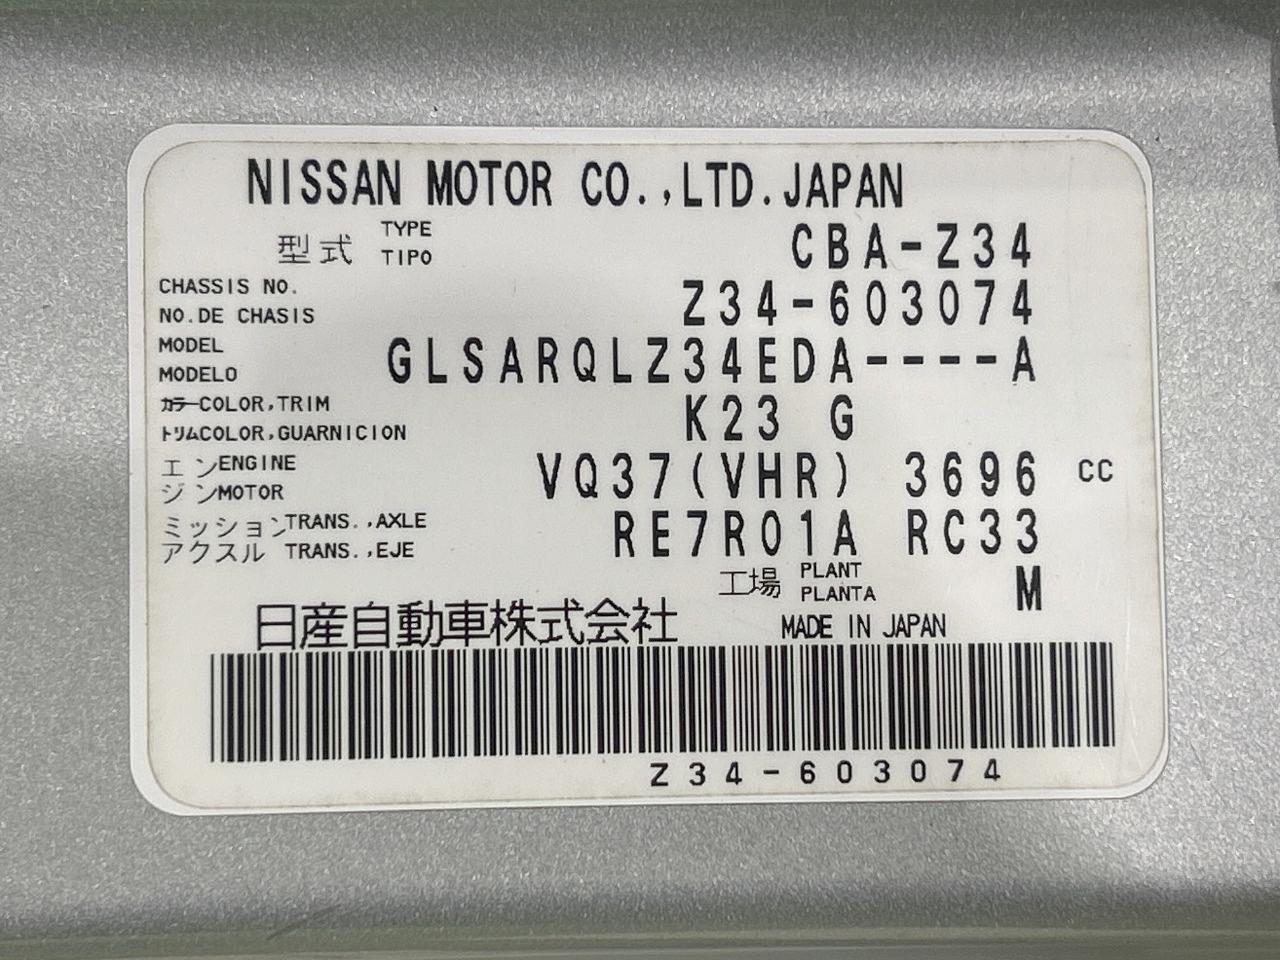 NISSAN MOTOR CO.,LTD.JAPAN
型式 TYPE TIPO CBA-Z34
CHASSIS NO.
NO.DE CHASIS Z34-603074
MODEL
MODELO GLSARQLZ34EDA----A
カラーCOLOR,TRIM
トリムCOLOR,GUARNICION K23 G
エンENGINE
ジンMOTOR VQ37(VHR) 3696 CC
ミッションTRANS.,AXLE
アクスル TRANS.,EJE RE7R01A RC33
工場 PLANT PLANTA M
日産自動車株式会社 MADE IN JAPAN
Z34-603074